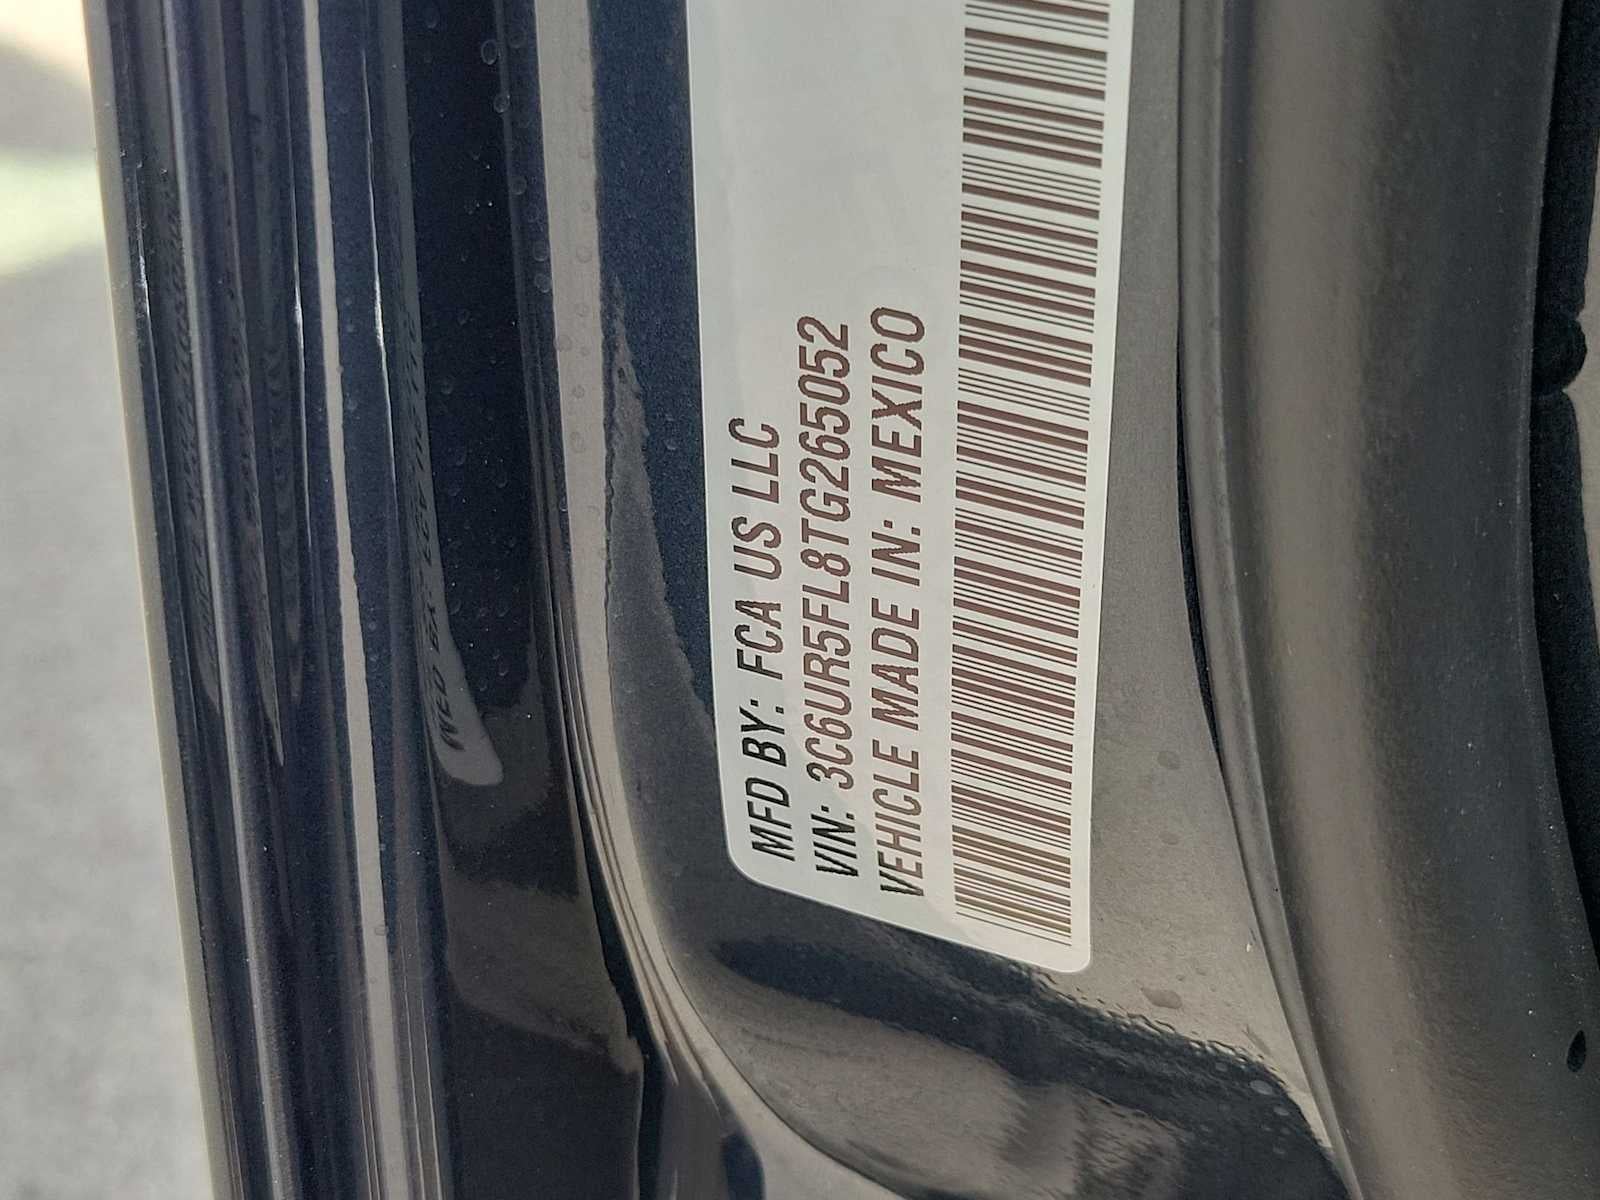 MFD BY: FCA US LLC
VIN: 3C6UR5FL8TG265052
VEHICLE MADE IN: MEXICO